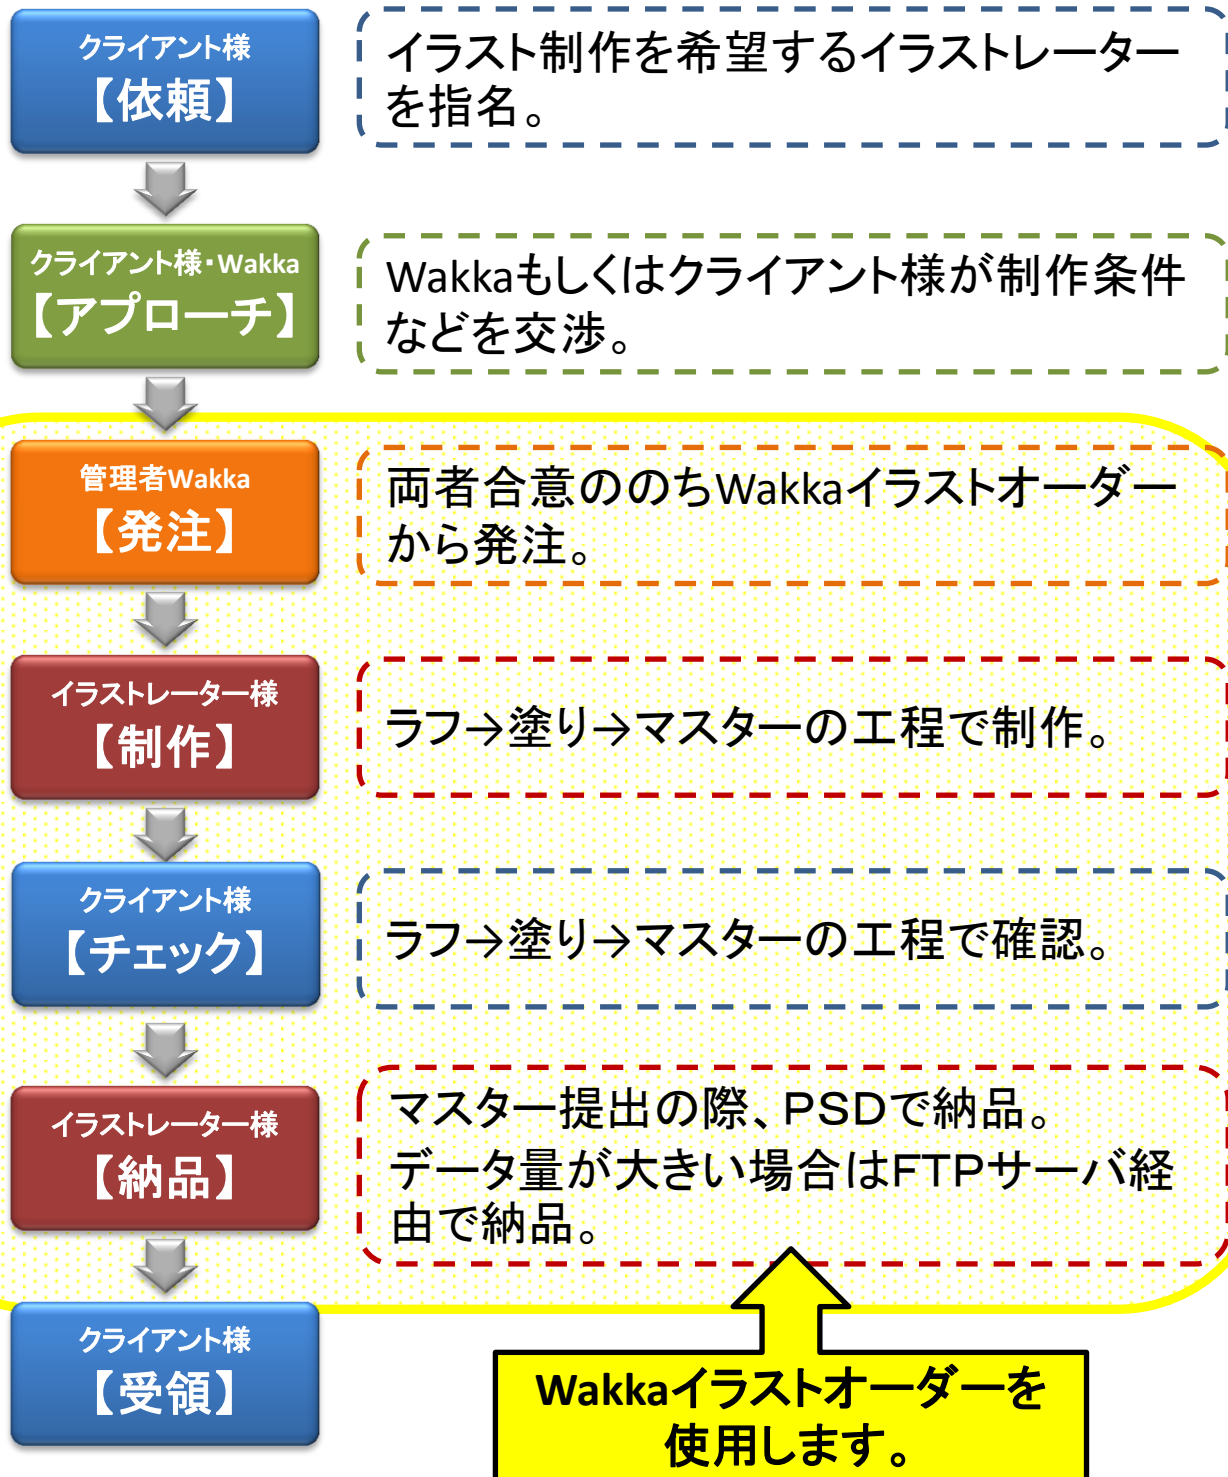 クライアント様
【依頼】
イラスト制作を希望するイラストレーター
を指名。
クライアント様・Wakka
【アプローチ】
Wakkaもしくはクライアント様が制作条件
などを交渉。
管理者Wakka
【発注】
両者合意ののちWakkaイラストオーダー
から発注。
イラストレーター様
【制作】
ラフ→塗り→マスターの工程で制作。
クライアント様
【チェック】
ラフ→塗り→マスターの工程で確認。
イラストレーター様
【納品】
マスター提出の際、PSDで納品。
データ量が大きい場合はFTPサーバ経
由で納品。
クライアント様
【受領】
Wakkaイラストオーダーを
使用します。